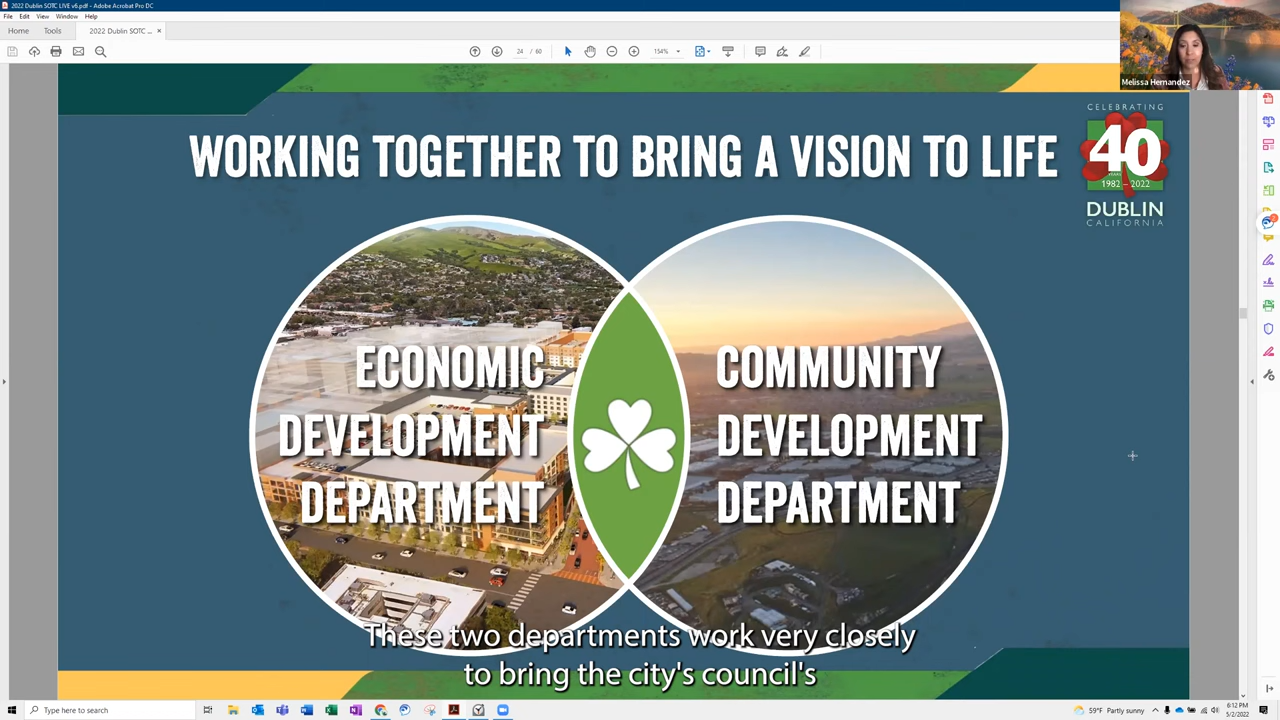 2022 Dublin SOTC LIVE v6.pdf - Adobe Acrobat Pro DC
File Edit View Window Help
Home Tools 2022 Dublin SOTC ... ×
24 / 60 154%
Melissa Hernandez
CELEBRATING
40
1982 – 2022
DUBLIN
CALIFORNIA
WORKING TOGETHER TO BRING A VISION TO LIFE
ECONOMIC
DEVELOPMENT
DEPARTMENT
COMMUNITY
DEVELOPMENT
DEPARTMENT
These two departments work very closely
to bring the city's council's
Type here to search
59°F Partly sunny
6:12 PM
5/2/2022